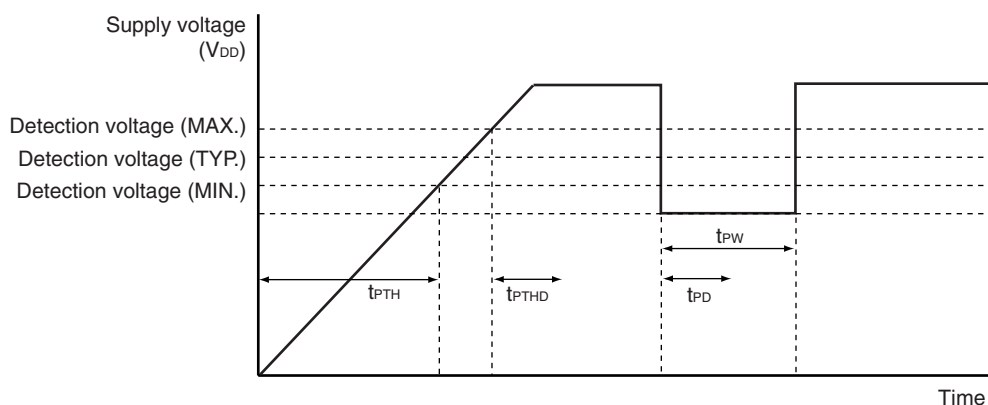 Supply voltage
(VDD)
Detection voltage (MAX.)
Detection voltage (TYP.)
Detection voltage (MIN.)
tPW
tPTH
tPTHD
tPD
Time